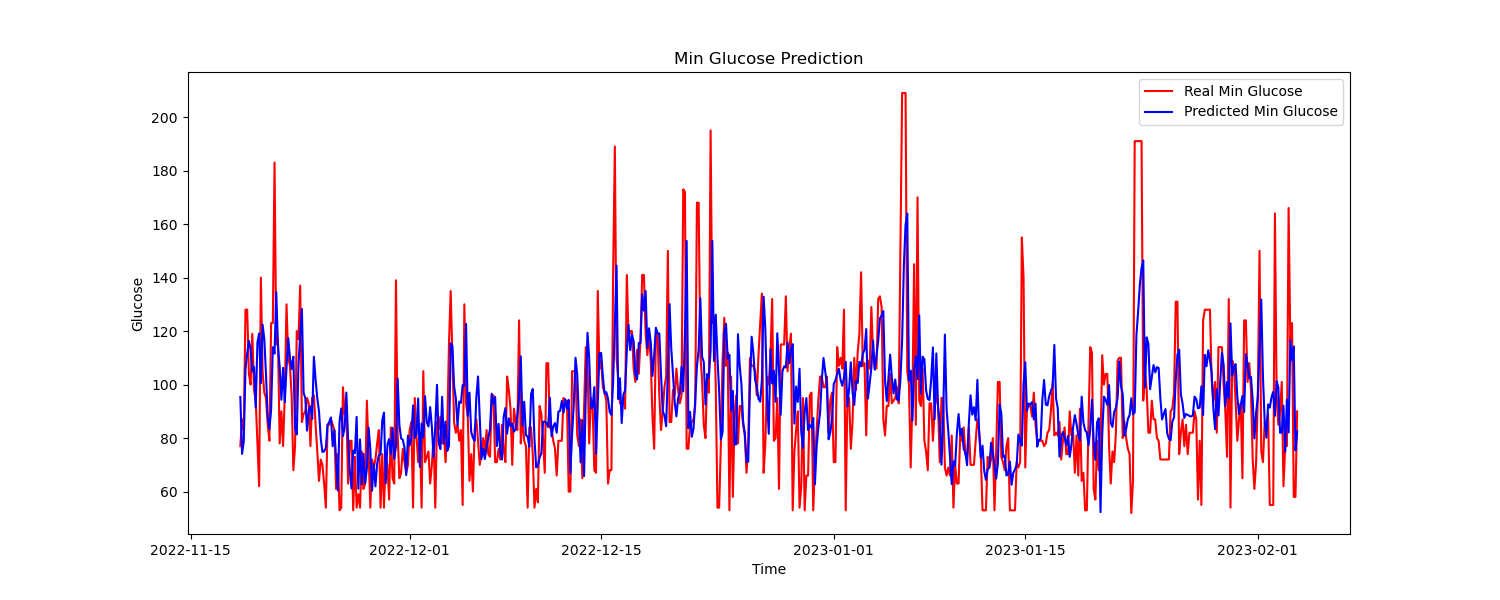 Min Glucose Prediction
Real Min Glucose
Predicted Min Glucose
200
180
160
140
120
100
80
60
Glucose
2022-11-15
2022-12-01
2022-12-15
2023-01-01
2023-01-15
2023-02-01
Time